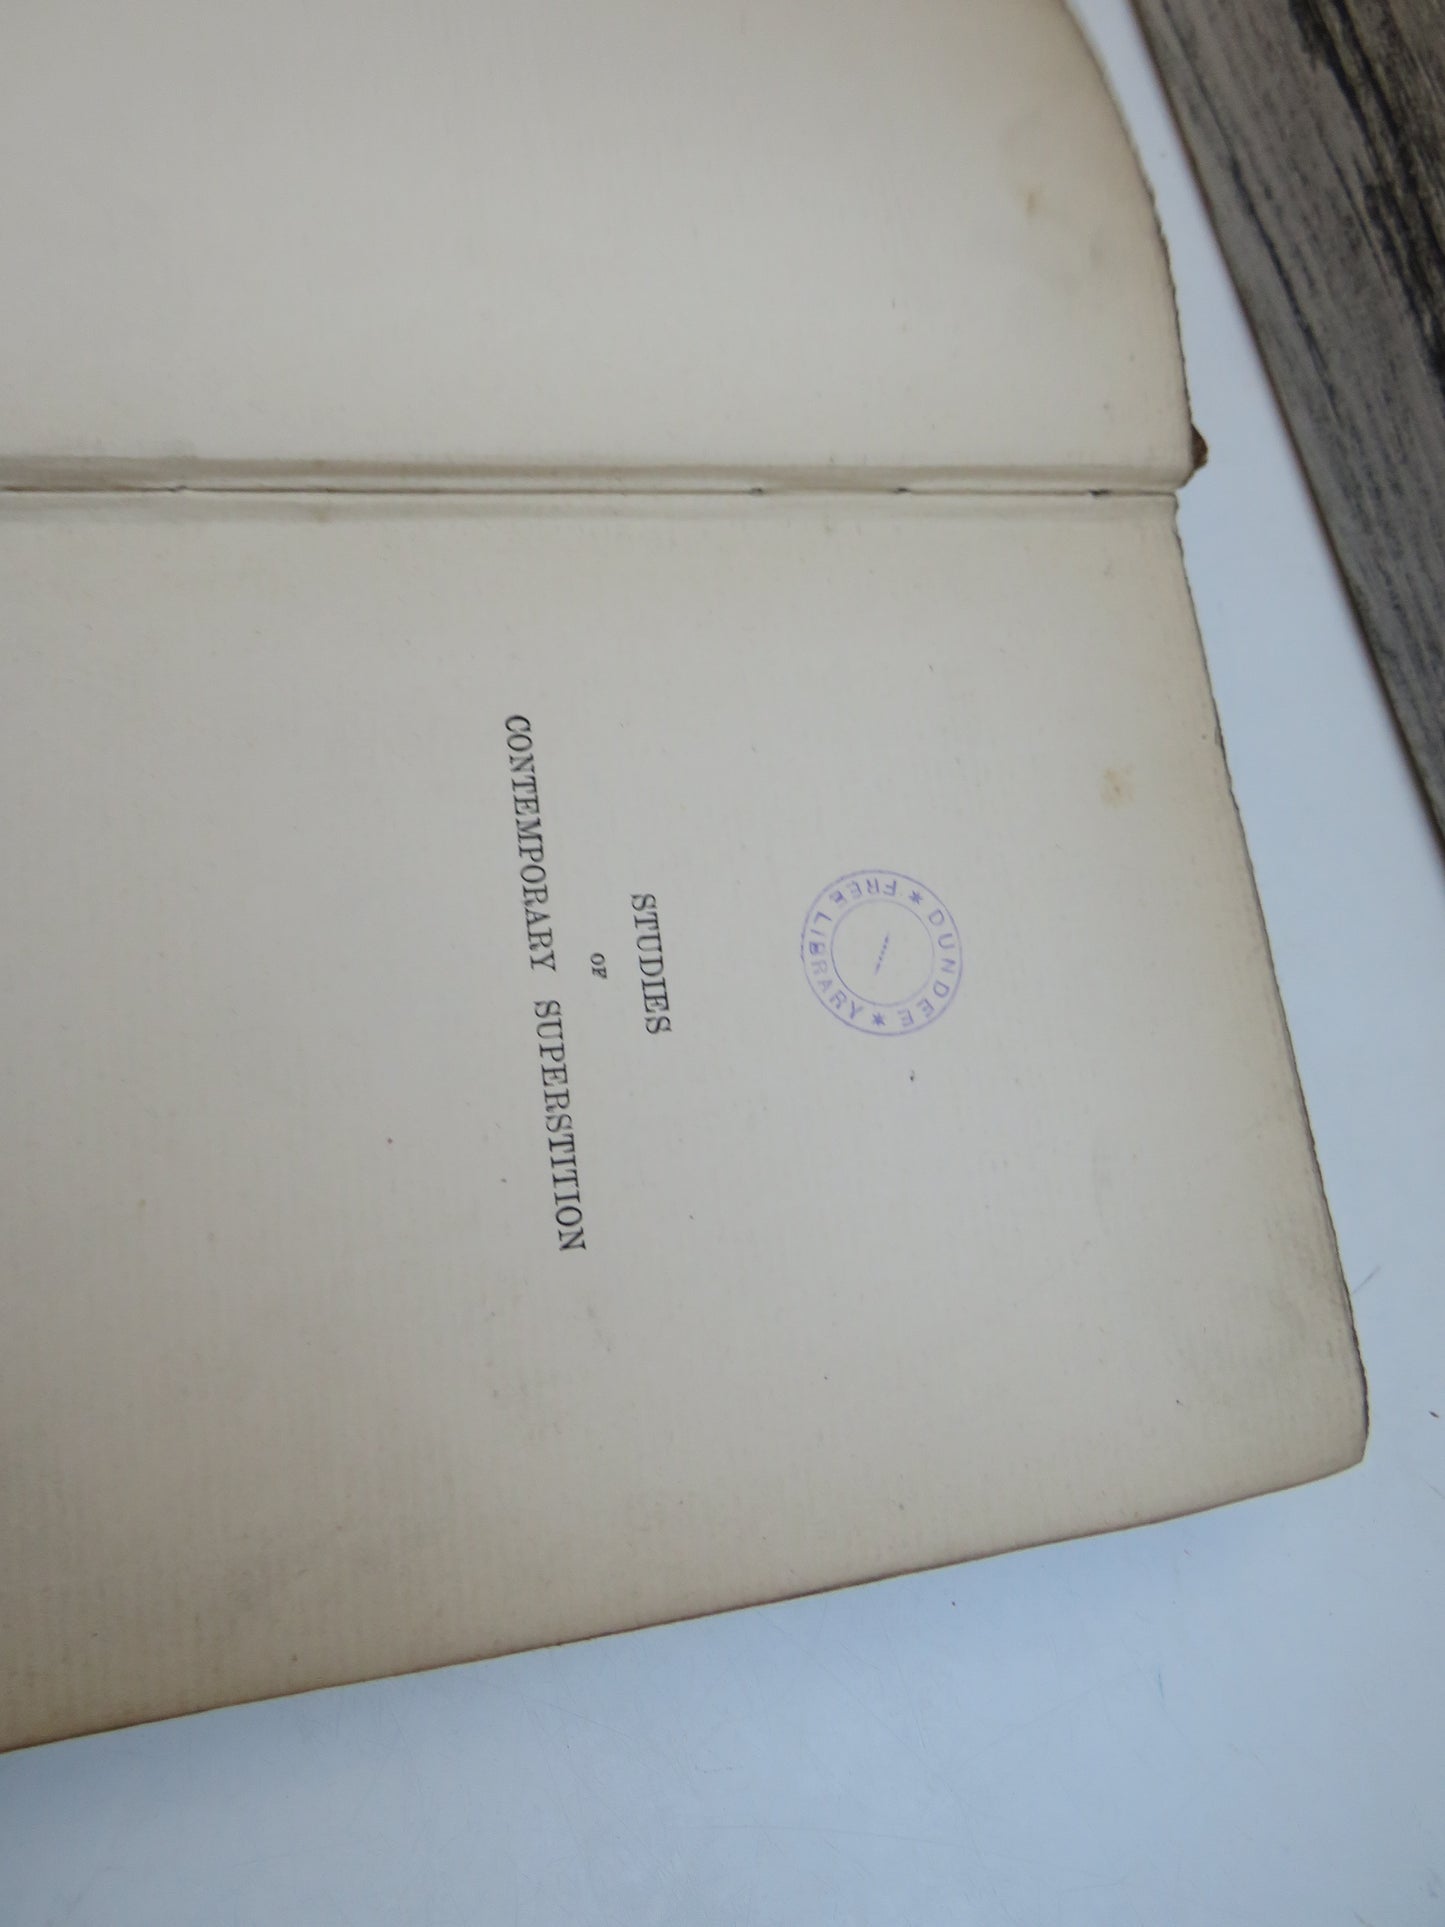 DUNDEE * FREE LIBRARY *
STUDIES
OF
CONTEMPORARY SUPERSTITION